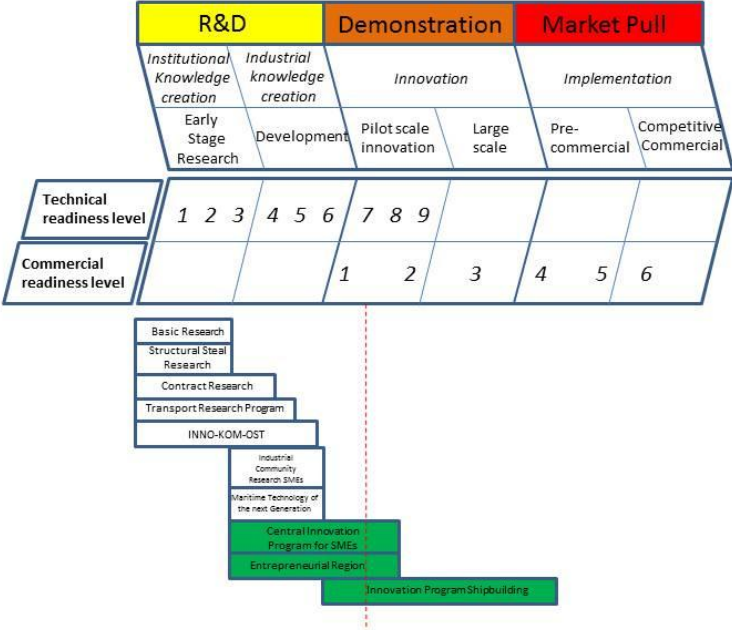 R&D Demonstration Market Pull
Institutional Knowledge creation
Industrial knowledge creation
Innovation
Implementation
Early Stage Research
Development
Pilot scale innovation
Large scale
Pre-commercial
Competitive Commercial
Technical readiness level
1 2 3 4 5 6 7 8 9
Commercial readiness level
1 2 3 4 5 6
Basic Research
Structural Steal
Research
Contract Research
Transport Research Program
INNO-KOM-OST
Industrial
Community
Research SMEs
Maritime Technology of
the next Generation
Central Innovation
Program for SMEs
Entrepreneurial Region
Innovation Program Shipbuilding